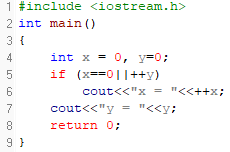 1 #include <iostream.h>
2 int main()
3 {
4     int x = 0, y=0;
5     if (x==0||++y)
6         cout<<"x = "<<++x;
7     cout<<"y = "<<y;
8     return 0;
9 }